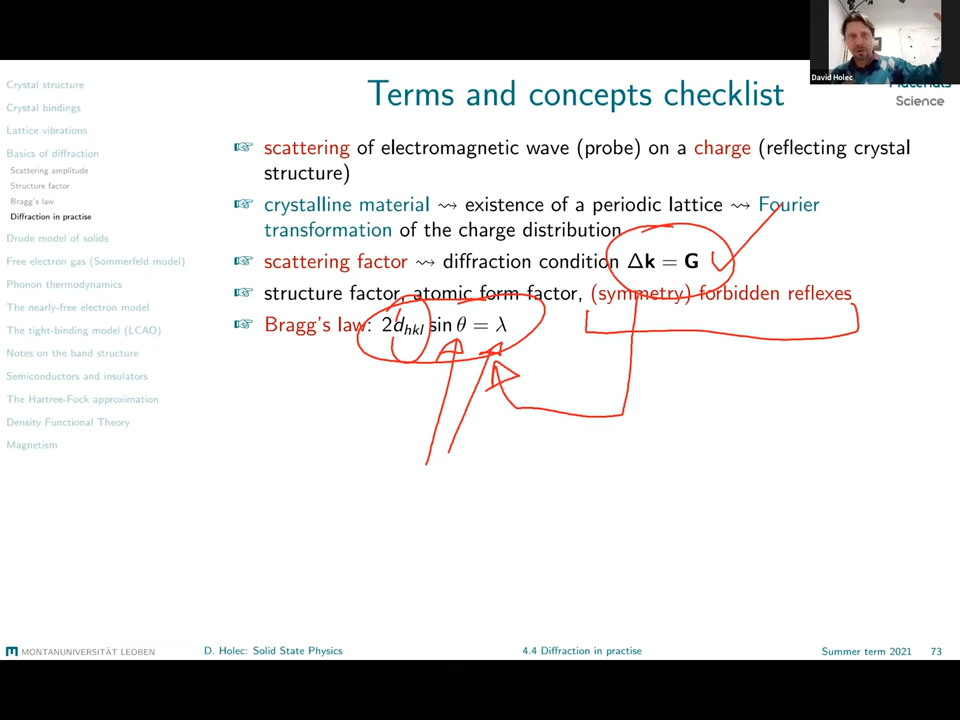 David Holec
Materials
Science
Crystal structure
Crystal bindings
Lattice vibrations
Basics of diffraction
Scattering amplitude
Structure factor
Bragg's law
Diffraction in practise
Drude model of solids
Free electron gas (Sommerfeld model)
Phonon thermodynamics
The nearly-free electron model
The tight-binding model (LCAO)
Notes on the band structure
Semiconductors and insulators
The Hartree-Fock approximation
Density Functional Theory
Magnetism
Terms and concepts checklist
☞ scattering of electromagnetic wave (probe) on a charge (reflecting crystal
structure)
☞ crystalline material ⇝ existence of a periodic lattice ⇝ Fourier
transformation of the charge distribution
☞ scattering factor ⇝ diffraction condition Δk = G
☞ structure factor, atomic form factor, (symmetry) forbidden reflexes
☞ Bragg's law: 2d_hkl sin θ = λ
MONTANUNIVERSITÄT LEOBEN
D. Holec: Solid State Physics
4.4 Diffraction in practise
Summer term 2021 73